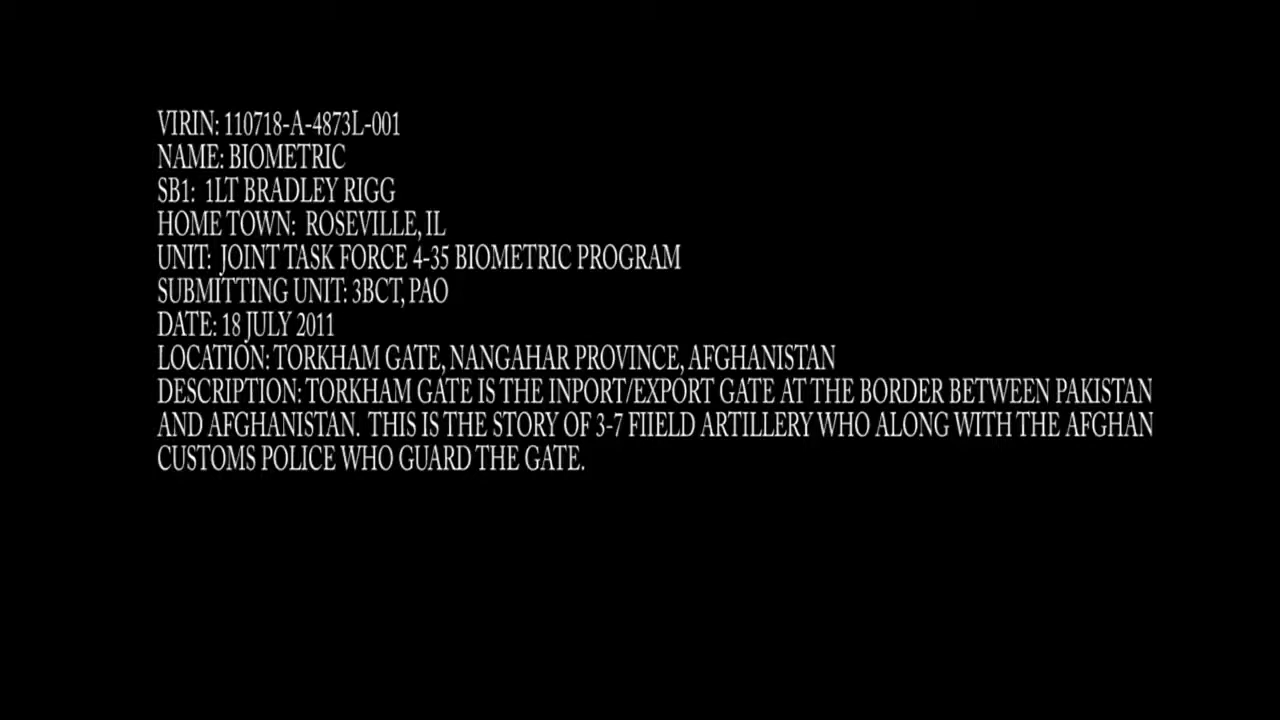 VIRIN: 110718-A-4873L-001
NAME: BIOMETRIC
SB1: 1LT BRADLEY RIGG
HOME TOWN: ROSEVILLE, IL
UNIT: JOINT TASK FORCE 4-35 BIOMETRIC PROGRAM
SUBMITTING UNIT: 3BCT, PAO
DATE: 18 JULY 2011
LOCATION: TORKHAM GATE, NANGAHAR PROVINCE, AFGHANISTAN
DESCRIPTION: TORKHAM GATE IS THE INPORT/EXPORT GATE AT THE BORDER BETWEEN PAKISTAN
AND AFGHANISTAN. THIS IS THE STORY OF 3-7 FIIELD ARTILLERY WHO ALONG WITH THE AFGHAN
CUSTOMS POLICE WHO GUARD THE GATE.